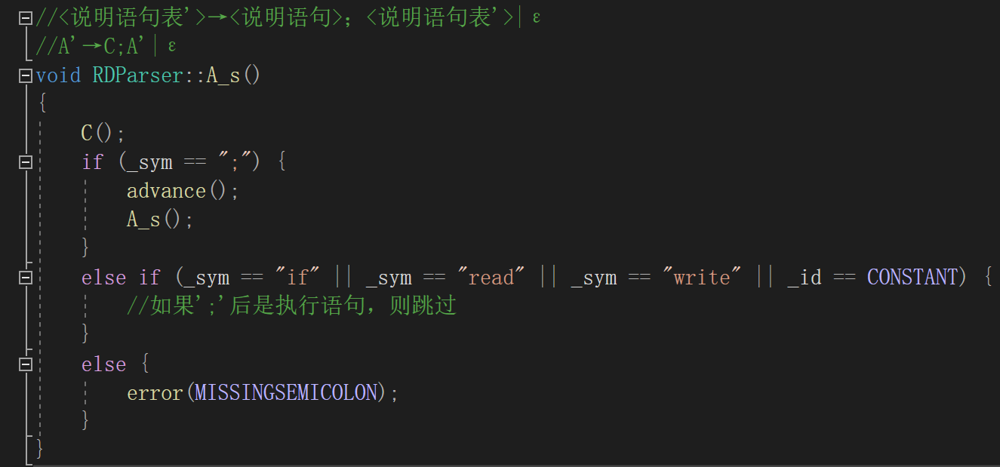 //<说明语句表'>→<说明语句>；<说明语句表'>|ε
//A'→C;A'|ε
void RDParser::A_s()
{
    C();
    if (_sym == ";") {
        advance();
        A_s();
    }
    else if (_sym == "if" || _sym == "read" || _sym == "write" || _id == CONSTANT) {
        //如果';'后是执行语句，则跳过
    }
    else {
        error(MISSINGSEMICOLON);
    }
}